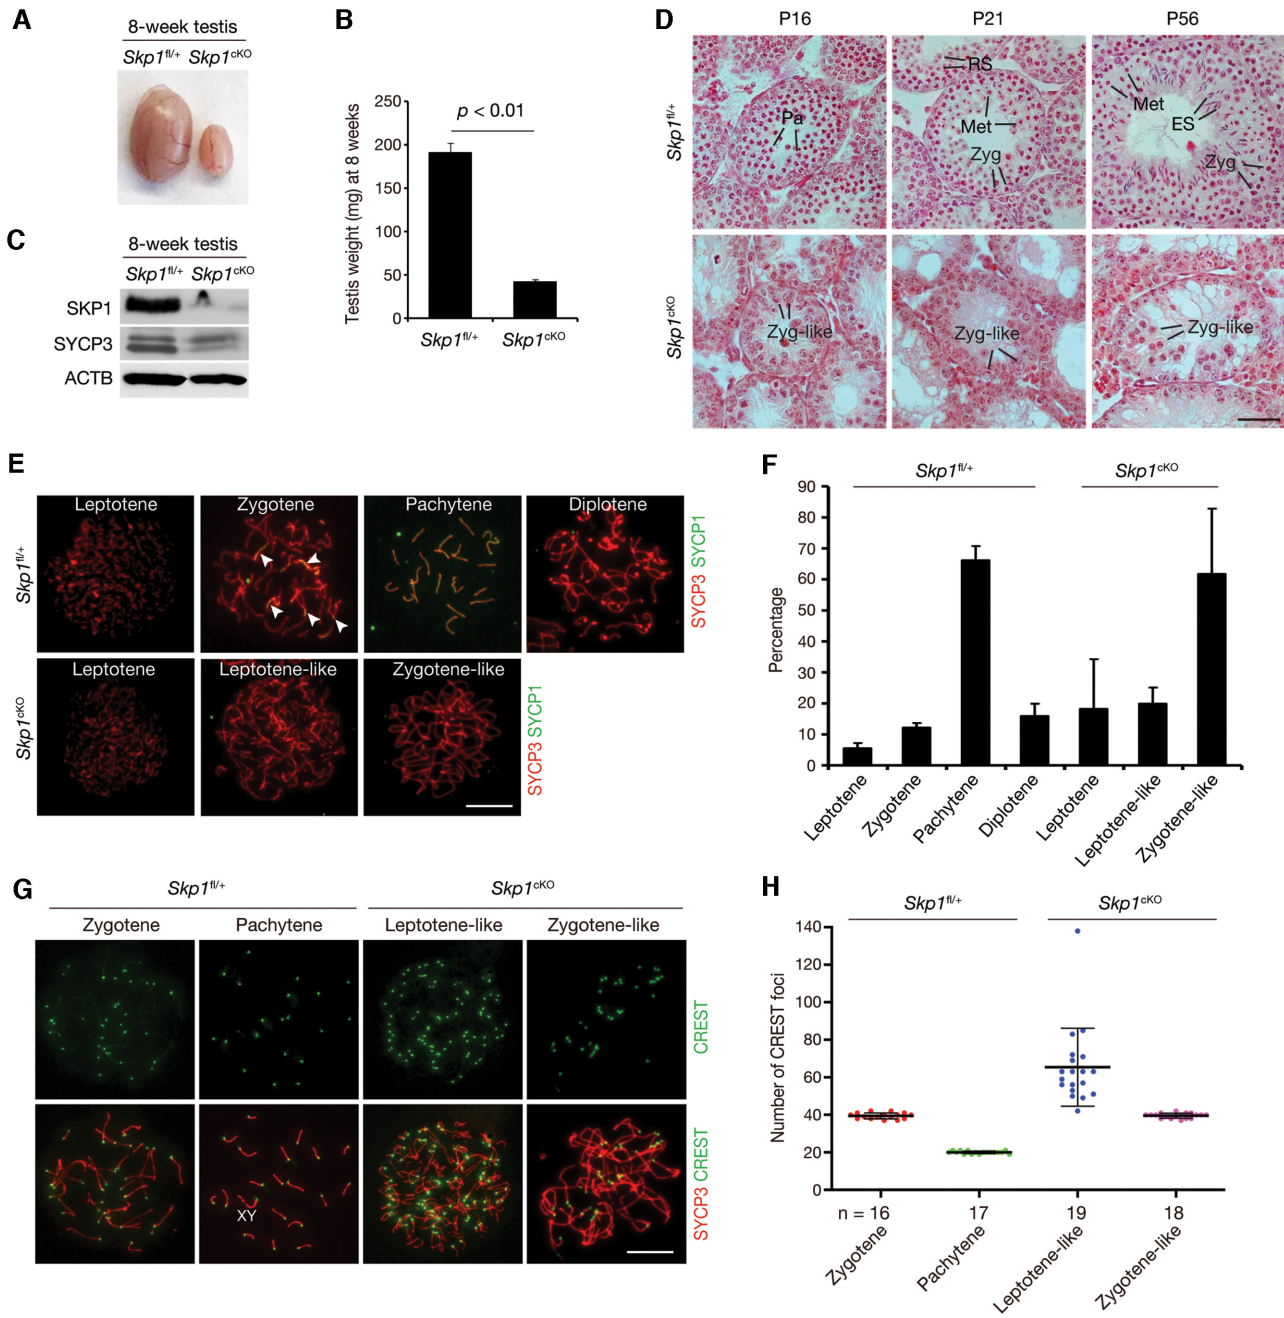 A
8-week testis
Skp1fl/+ Skp1cKO
B
250
200
150
100
50
0
Testis weight (mg) at 8 weeks
p < 0.01
Skp1fl/+ Skp1cKO
C
8-week testis
Skp1fl/+ Skp1cKO
SKP1
SYCP3
ACTB
D
P16 P21 P56
Skp1fl/+
Pa
RS
Met
Zyg
Met
ES
Zyg
Skp1cKO
Zyg-like
Zyg-like
Zyg-like
E
Skp1fl/+
Leptotene Zygotene Pachytene Diplotene
SYCP3 SYCP1
Skp1cKO
Leptotene Leptotene-like Zygotene-like
SYCP3 SYCP1
F
Skp1fl/+ Skp1cKO
90
80
70
60
50
40
30
20
10
0
Percentage
Leptotene
Zygotene
Pachytene
Diplotene
Leptotene
Leptotene-like
Zygotene-like
G
Skp1fl/+ Skp1cKO
Zygotene Pachytene Leptotene-like Zygotene-like
CREST
XY
SYCP3 CREST
H
Skp1fl/+ Skp1cKO
140
120
100
80
60
40
20
0
Number of CREST foci
n = 16 17 19 18
Zygotene
Pachytene
Leptotene-like
Zygotene-like